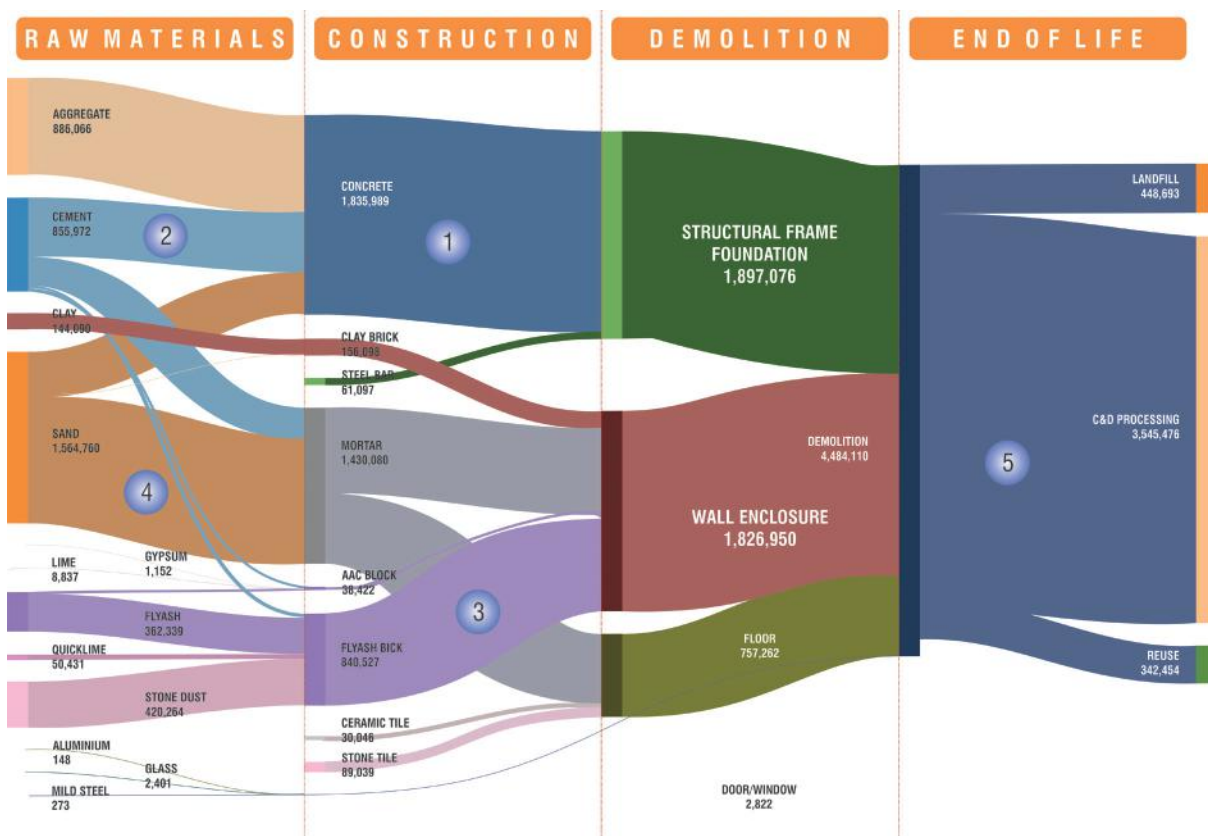 RAW MATERIALS
CONSTRUCTION
DEMOLITION
END OF LIFE
AGGREGATE
886,066
CEMENT
855,972
2
CLAY
144,090
SAND
1,564,760
4
LIME
8,837
GYPSUM
1,152
FLYASH
362,339
QUICKLIME
50,431
STONE DUST
420,264
ALUMINIUM
148
GLASS
2,401
MILD STEEL
273
CONCRETE
1,835,989
1
CLAY BRICK
156,098
STEEL BAR
61,097
MORTAR
1,430,080
AAC BLOCK
38,422
3
FLYASH BICK
840,527
CERAMIC TILE
30,046
STONE TILE
89,039
STRUCTURAL FRAME
FOUNDATION
1,897,076
DEMOLITION
4,484,110
WALL ENCLOSURE
1,826,950
FLOOR
757,262
DOOR/WINDOW
2,822
LANDFILL
448,693
C&D PROCESSING
3,545,476
5
REUSE
342,454